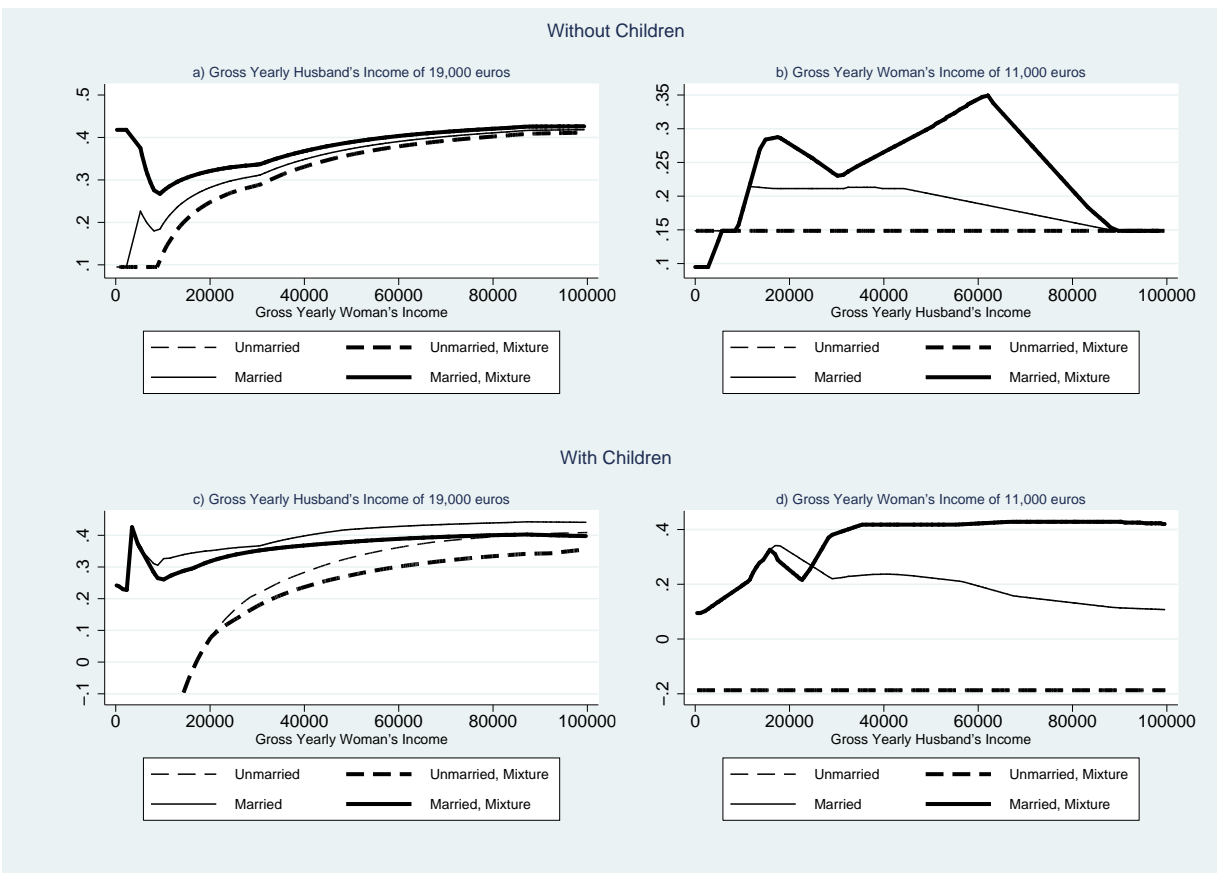 Without Children
a) Gross Yearly Husband's Income of 19,000 euros
.5
.4
.3
.2
.1
0 20000 40000 60000 80000 100000
Gross Yearly Woman's Income
Unmarried Unmarried, Mixture
Married Married, Mixture
b) Gross Yearly Woman's Income of 11,000 euros
.35
.3
.25
.2
.15
.1
0 20000 40000 60000 80000 100000
Gross Yearly Husband's Income
Unmarried Unmarried, Mixture
Married Married, Mixture
With Children
c) Gross Yearly Husband's Income of 19,000 euros
.4
.3
.2
.1
0
-.1
0 20000 40000 60000 80000 100000
Gross Yearly Woman's Income
Unmarried Unmarried, Mixture
Married Married, Mixture
d) Gross Yearly Woman's Income of 11,000 euros
.4
.2
0
-.2
0 20000 40000 60000 80000 100000
Gross Yearly Husband's Income
Unmarried Unmarried, Mixture
Married Married, Mixture